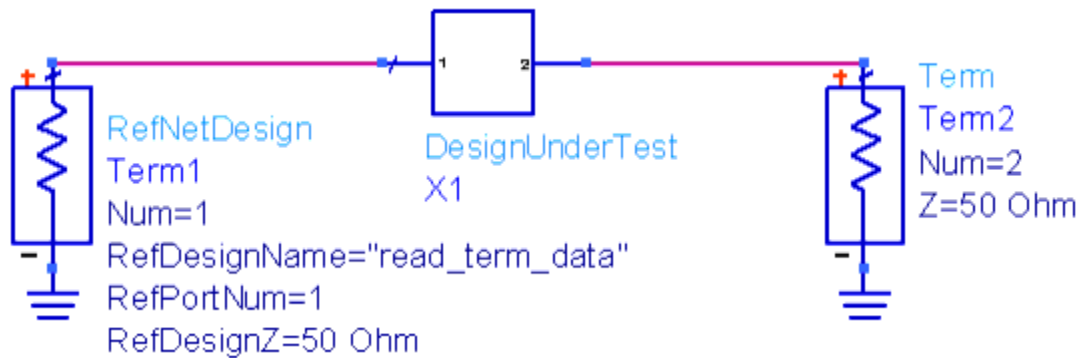 1
2
+
+
RefNetDesign
Term1
Num=1
RefDesignName="read_term_data"
RefPortNum=1
RefDesignZ=50 Ohm
-
DesignUnderTest
X1
Term
Term2
Num=2
Z=50 Ohm
-